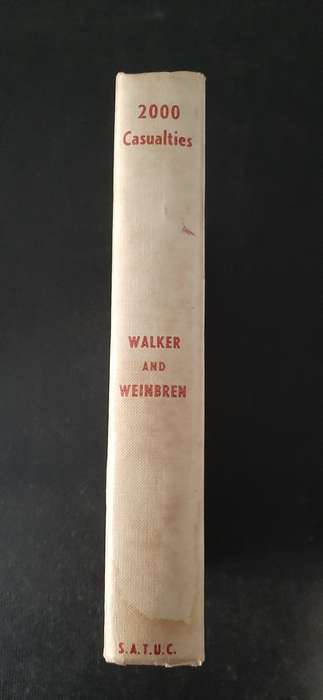 2000
Casualties
WALKER
AND
WEINBREN
S.A.T.U.C.